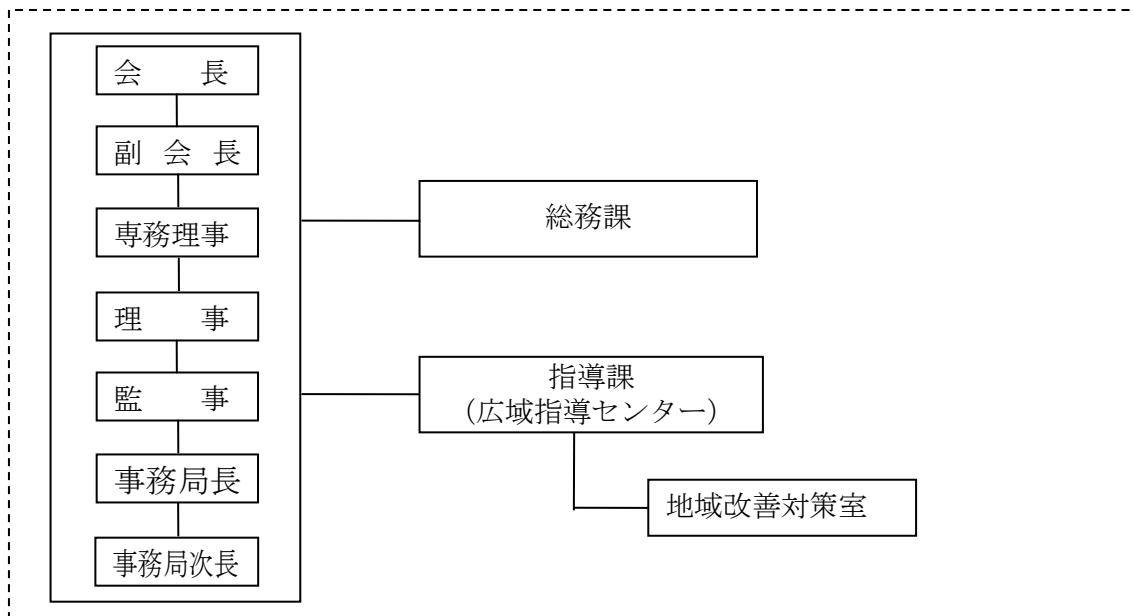 会　長
副会長
専務理事
理　事
監　事
事務局長
事務局次長
総務課
指導課
（広域指導センター）
地域改善対策室